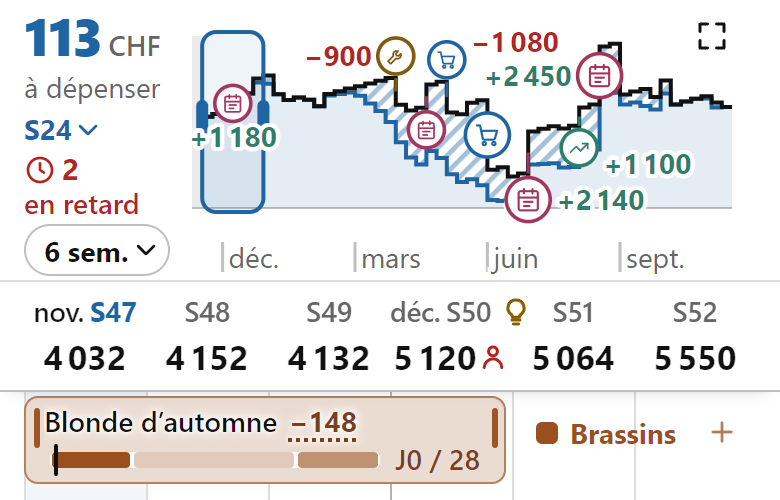 113 CHF
à dépenser
S24
2
en retard
6 sem.
−900
−1 080
+2 450
+1 180
+1 100
+2 140
déc.
mars
juin
sept.
nov. S47
S48
S49
déc. S50
S51
S52
4 032
4 152
4 132
5 120
5 064
5 550
Blonde d’automne −148
J0 / 28
Brassins